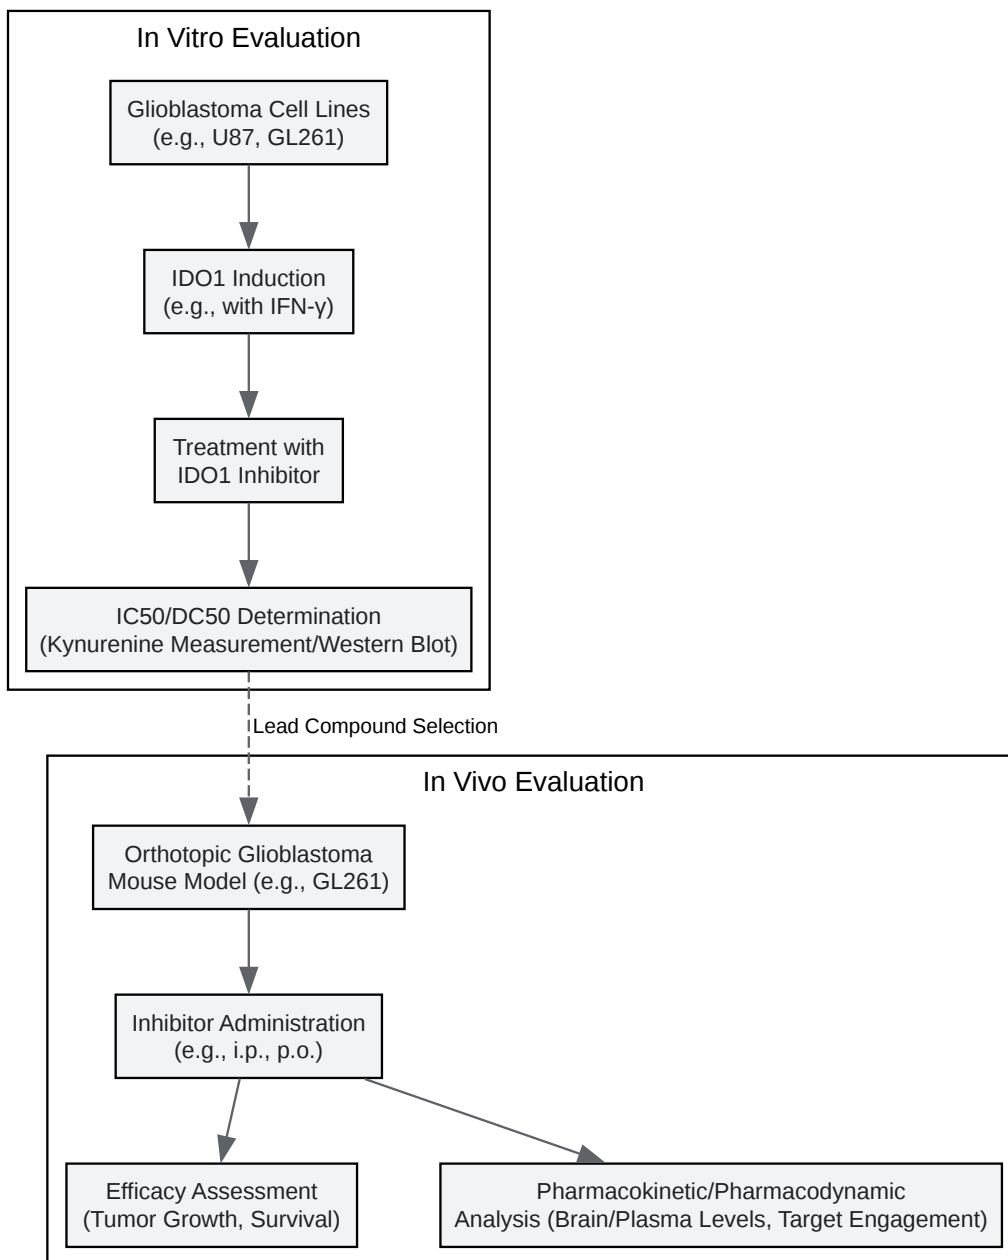 In Vitro Evaluation
Glioblastoma Cell Lines
(e.g., U87, GL261)
IDO1 Induction
(e.g., with IFN-γ)
Treatment with
IDO1 Inhibitor
IC50/DC50 Determination
(Kynurenine Measurement/Western Blot)
Lead Compound Selection
In Vivo Evaluation
Orthotopic Glioblastoma
Mouse Model (e.g., GL261)
Inhibitor Administration
(e.g., i.p., p.o.)
Efficacy Assessment
(Tumor Growth, Survival)
Pharmacokinetic/Pharmacodynamic
Analysis (Brain/Plasma Levels, Target Engagement)